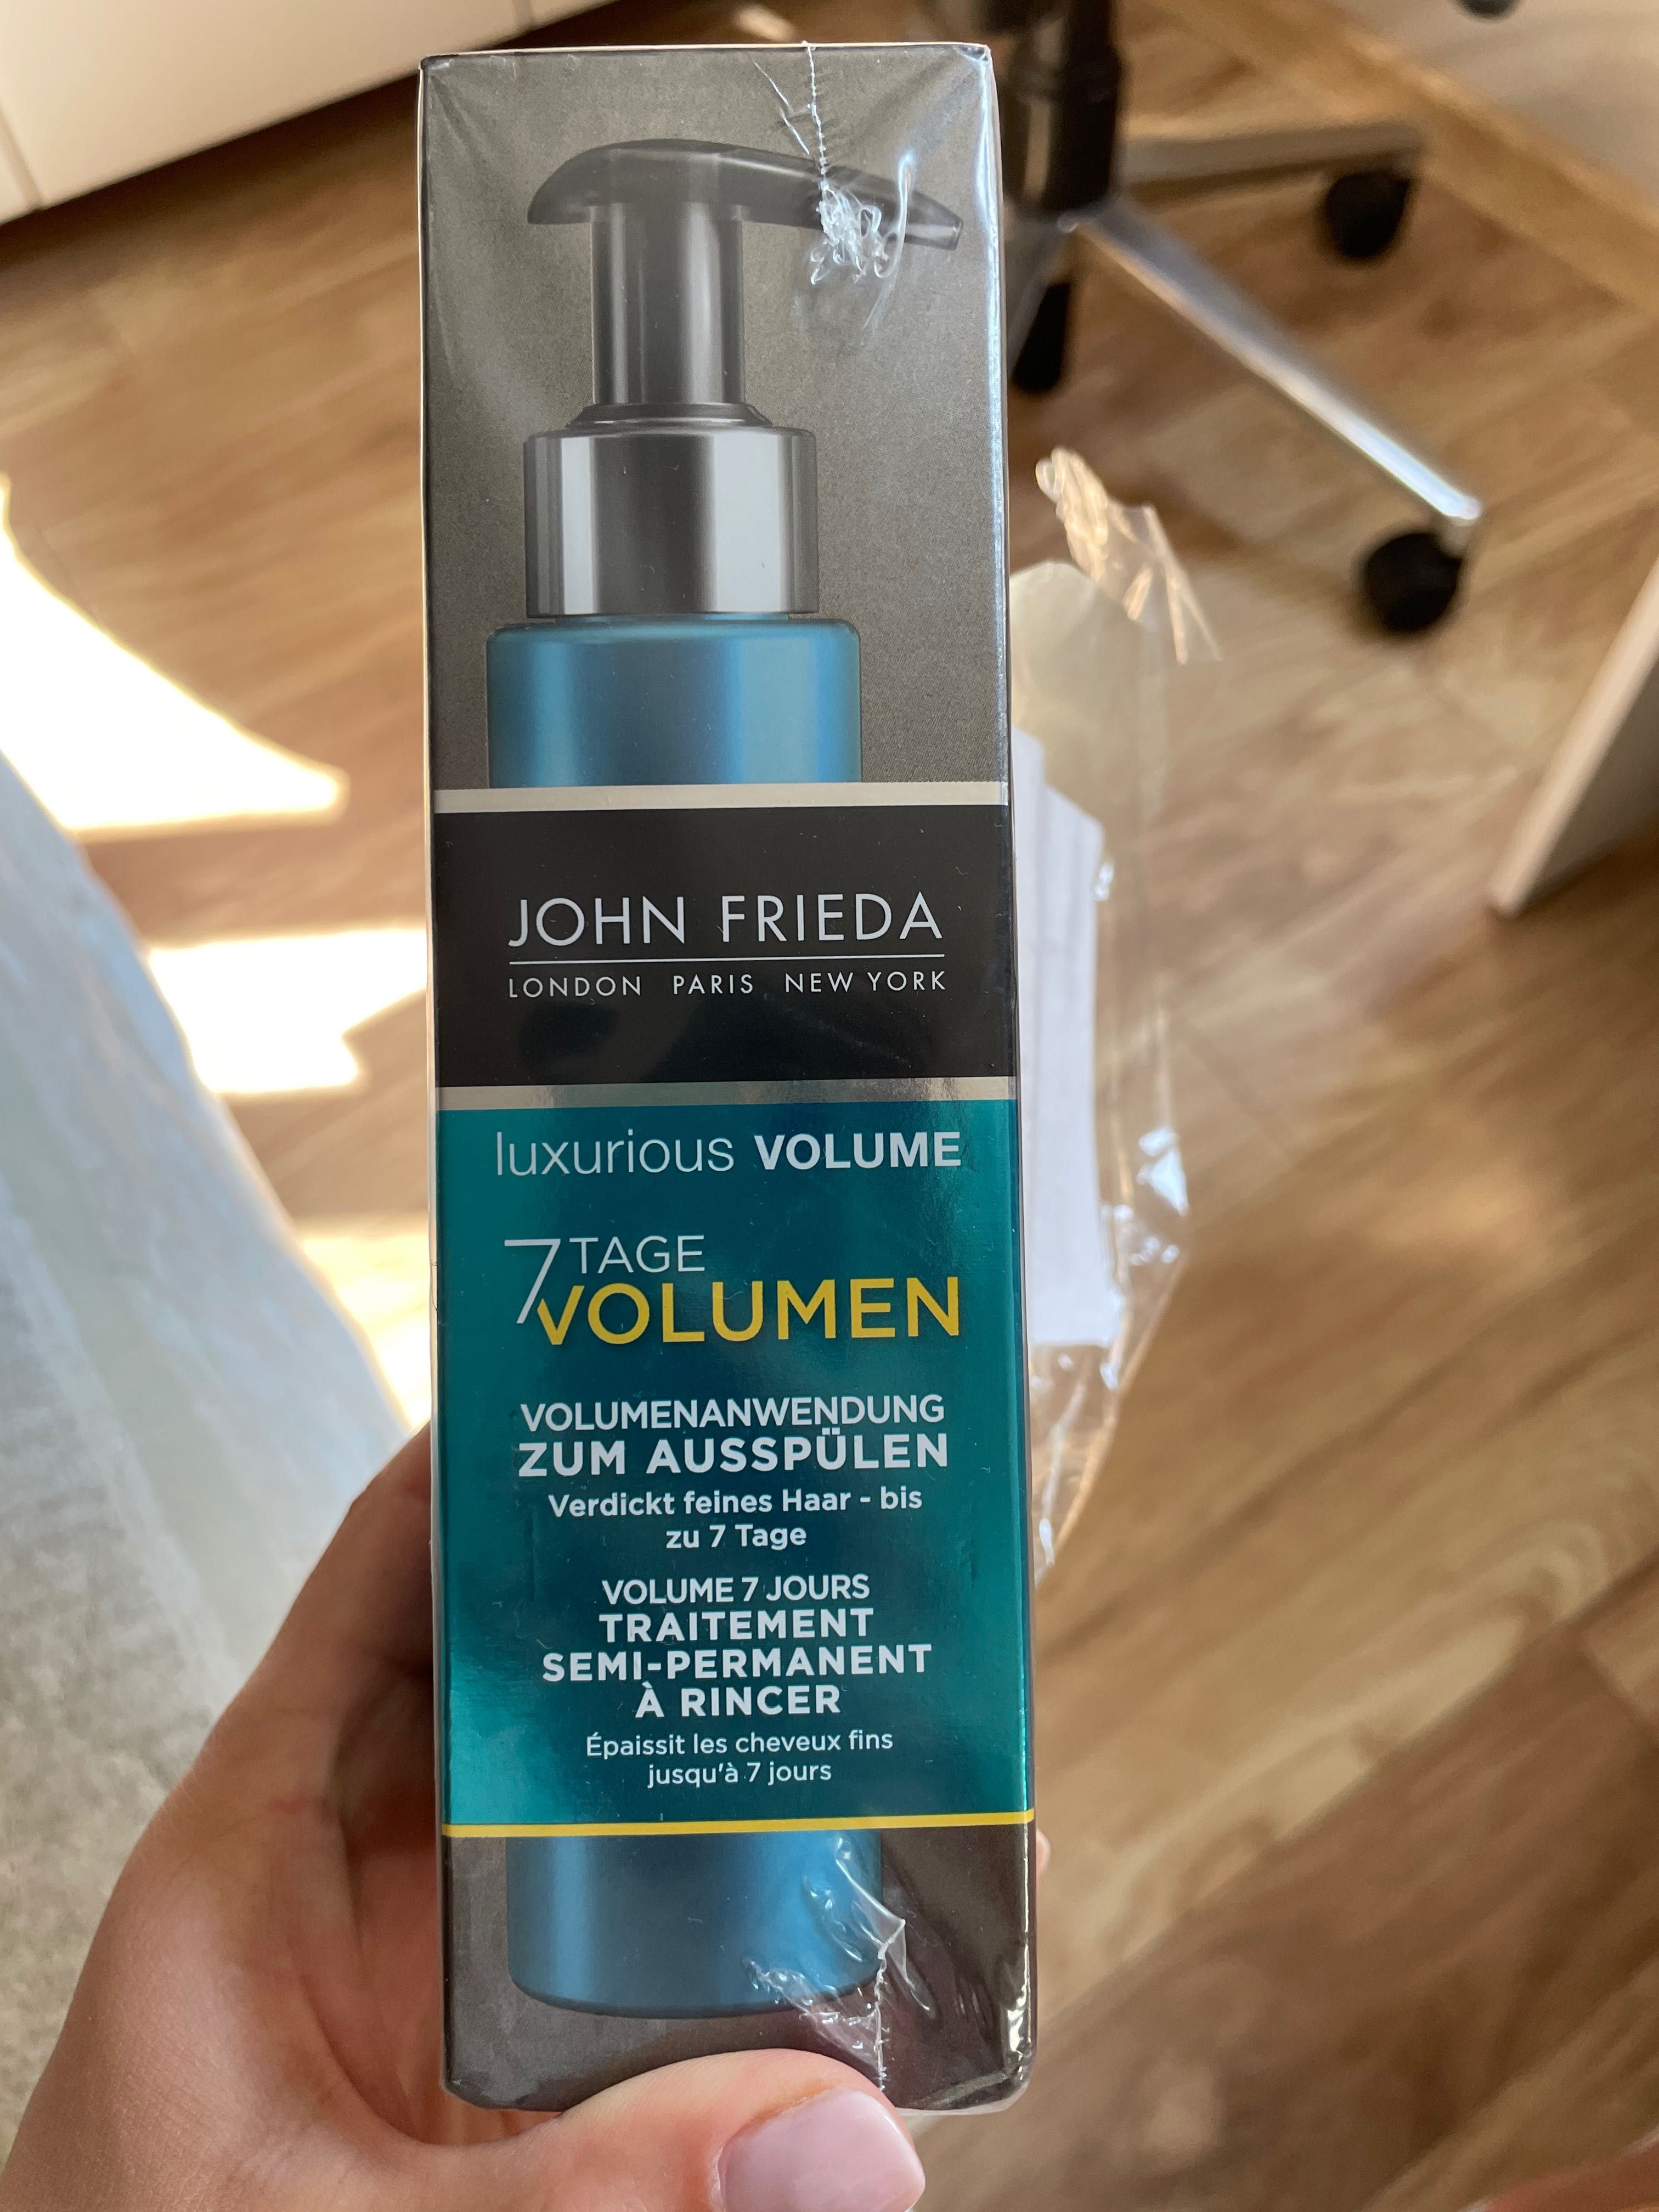 JOHN FRIEDA
LONDON PARIS NEW YORK
luxurious VOLUME
7 TAGE
VOLUMEN
VOLUMENANWENDUNG
ZUM AUSSPÜLEN
Verdickt feines Haar - bis
zu 7 Tage
VOLUME 7 JOURS
TRAITEMENT
SEMI-PERMANENT
À RINCER
Épaissit les cheveux fins
jusqu'à 7 jours